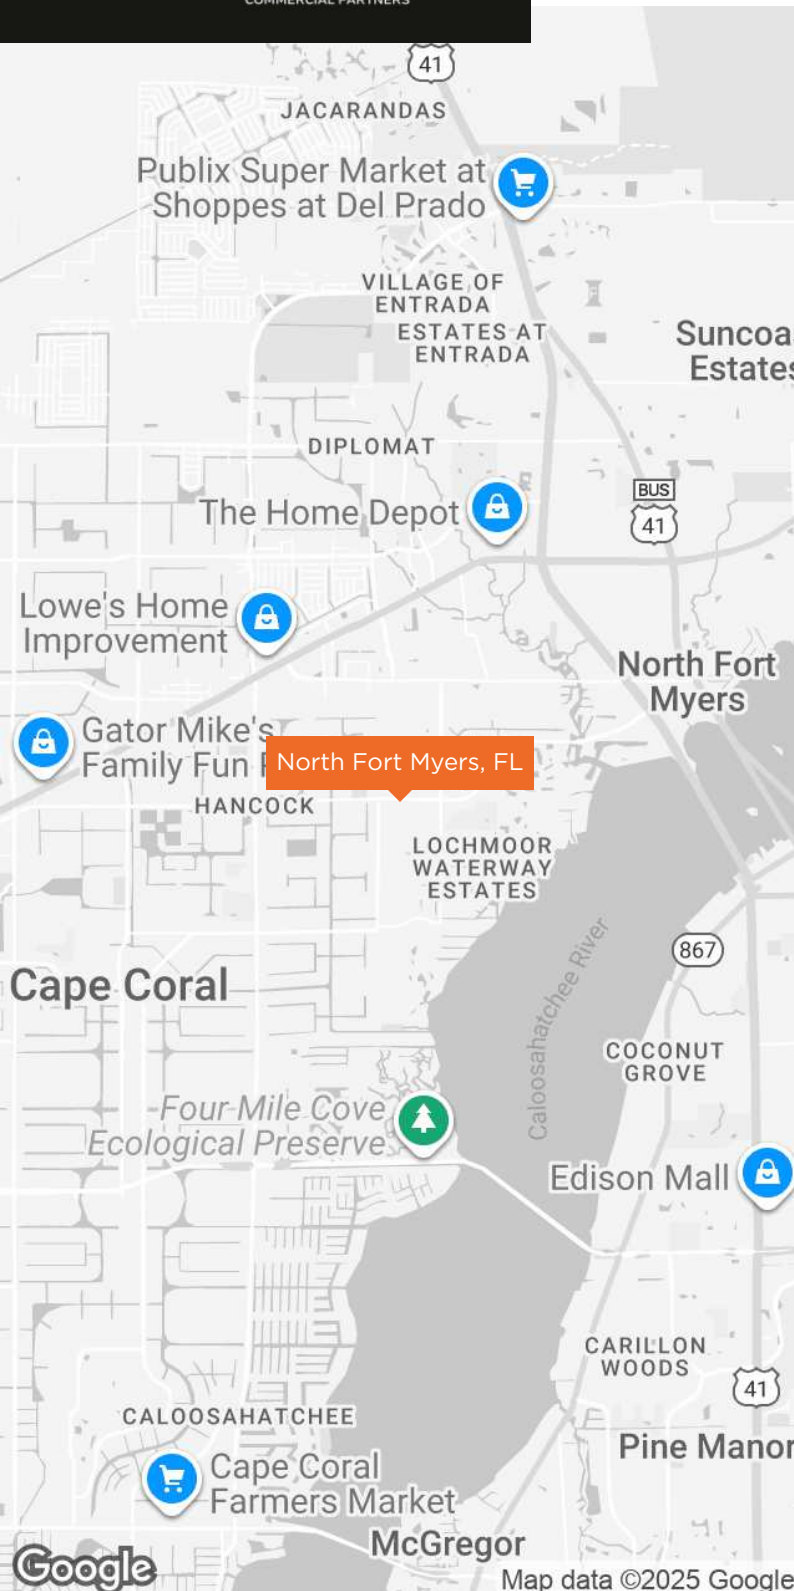 COMMERCIAL PARTNERS
41
JACARANDAS
Publix Super Market at
Shoppes at Del Prado
VILLAGE OF
ENTRADA
ESTATES AT
ENTRADA
Suncoa
Estates
DIPLOMAT
The Home Depot
BUS
41
Lowe's Home
Improvement
North Fort
Myers
Gator Mike's
Family Fun
North Fort Myers, FL
HANCOCK
LOCHMOOR
WATERWAY
ESTATES
867
Caloosahatchee River
Cape Coral
COCONUT
GROVE
Four Mile Cove
Ecological Preserve
Edison Mall
CARILLON
WOODS
41
CALOOSAHATCHEE
Pine Manor
Cape Coral
Farmers Market
McGregor
Google
Map data ©2025 Google